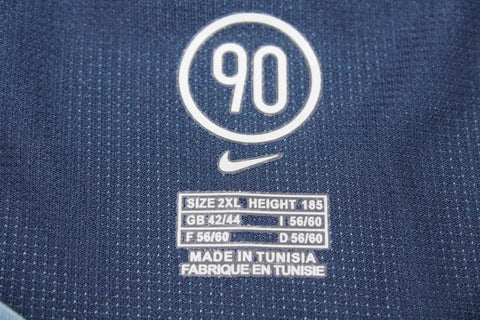 90
SIZE 2XL HEIGHT 185
GB 42/44 I 56/60
F 56/60 D 56/60
MADE IN TUNISIA
FABRIQUE EN TUNISIE